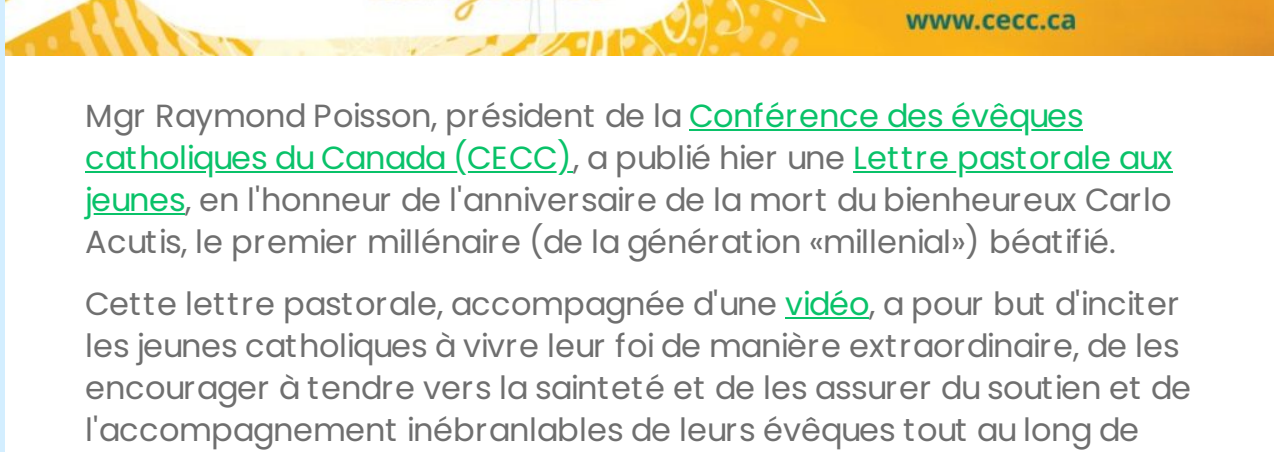 www.cecc.ca
Mgr Raymond Poisson, président de la Conférence des évêques
catholiques du Canada (CECC), a publié hier une Lettre pastorale aux
jeunes, en l'honneur de l'anniversaire de la mort du bienheureux Carlo
Acutis, le premier millénaire (de la génération «millenial») béatifié.
Cette lettre pastorale, accompagnée d'une vidéo, a pour but d'inciter
les jeunes catholiques à vivre leur foi de manière extraordinaire, de les
encourager à tendre vers la sainteté et de les assurer du soutien et de
l'accompagnement inébranlables de leurs évêques tout au long de